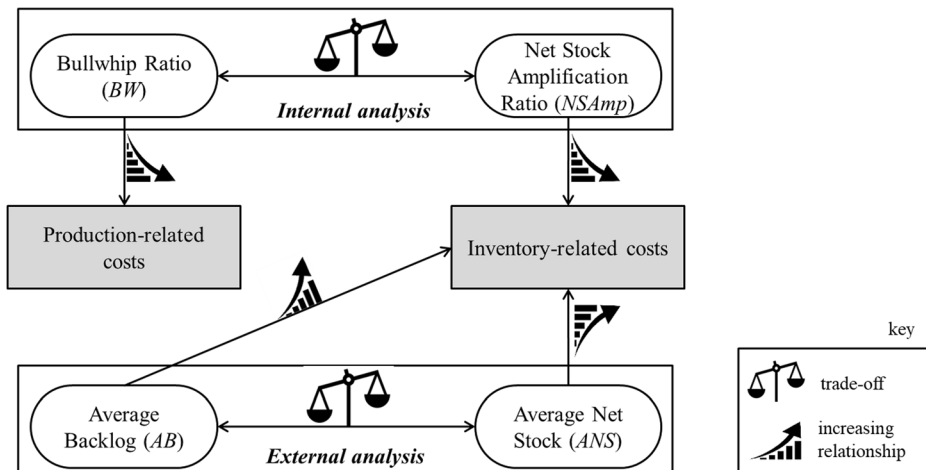 Bullwhip Ratio
(BW)
Net Stock
Amplification
Ratio (NSAmp)
Internal analysis
Production-related
costs
Inventory-related costs
key
trade-off
increasing
relationship
Average
Backlog (AB)
Average Net
Stock (ANS)
External analysis